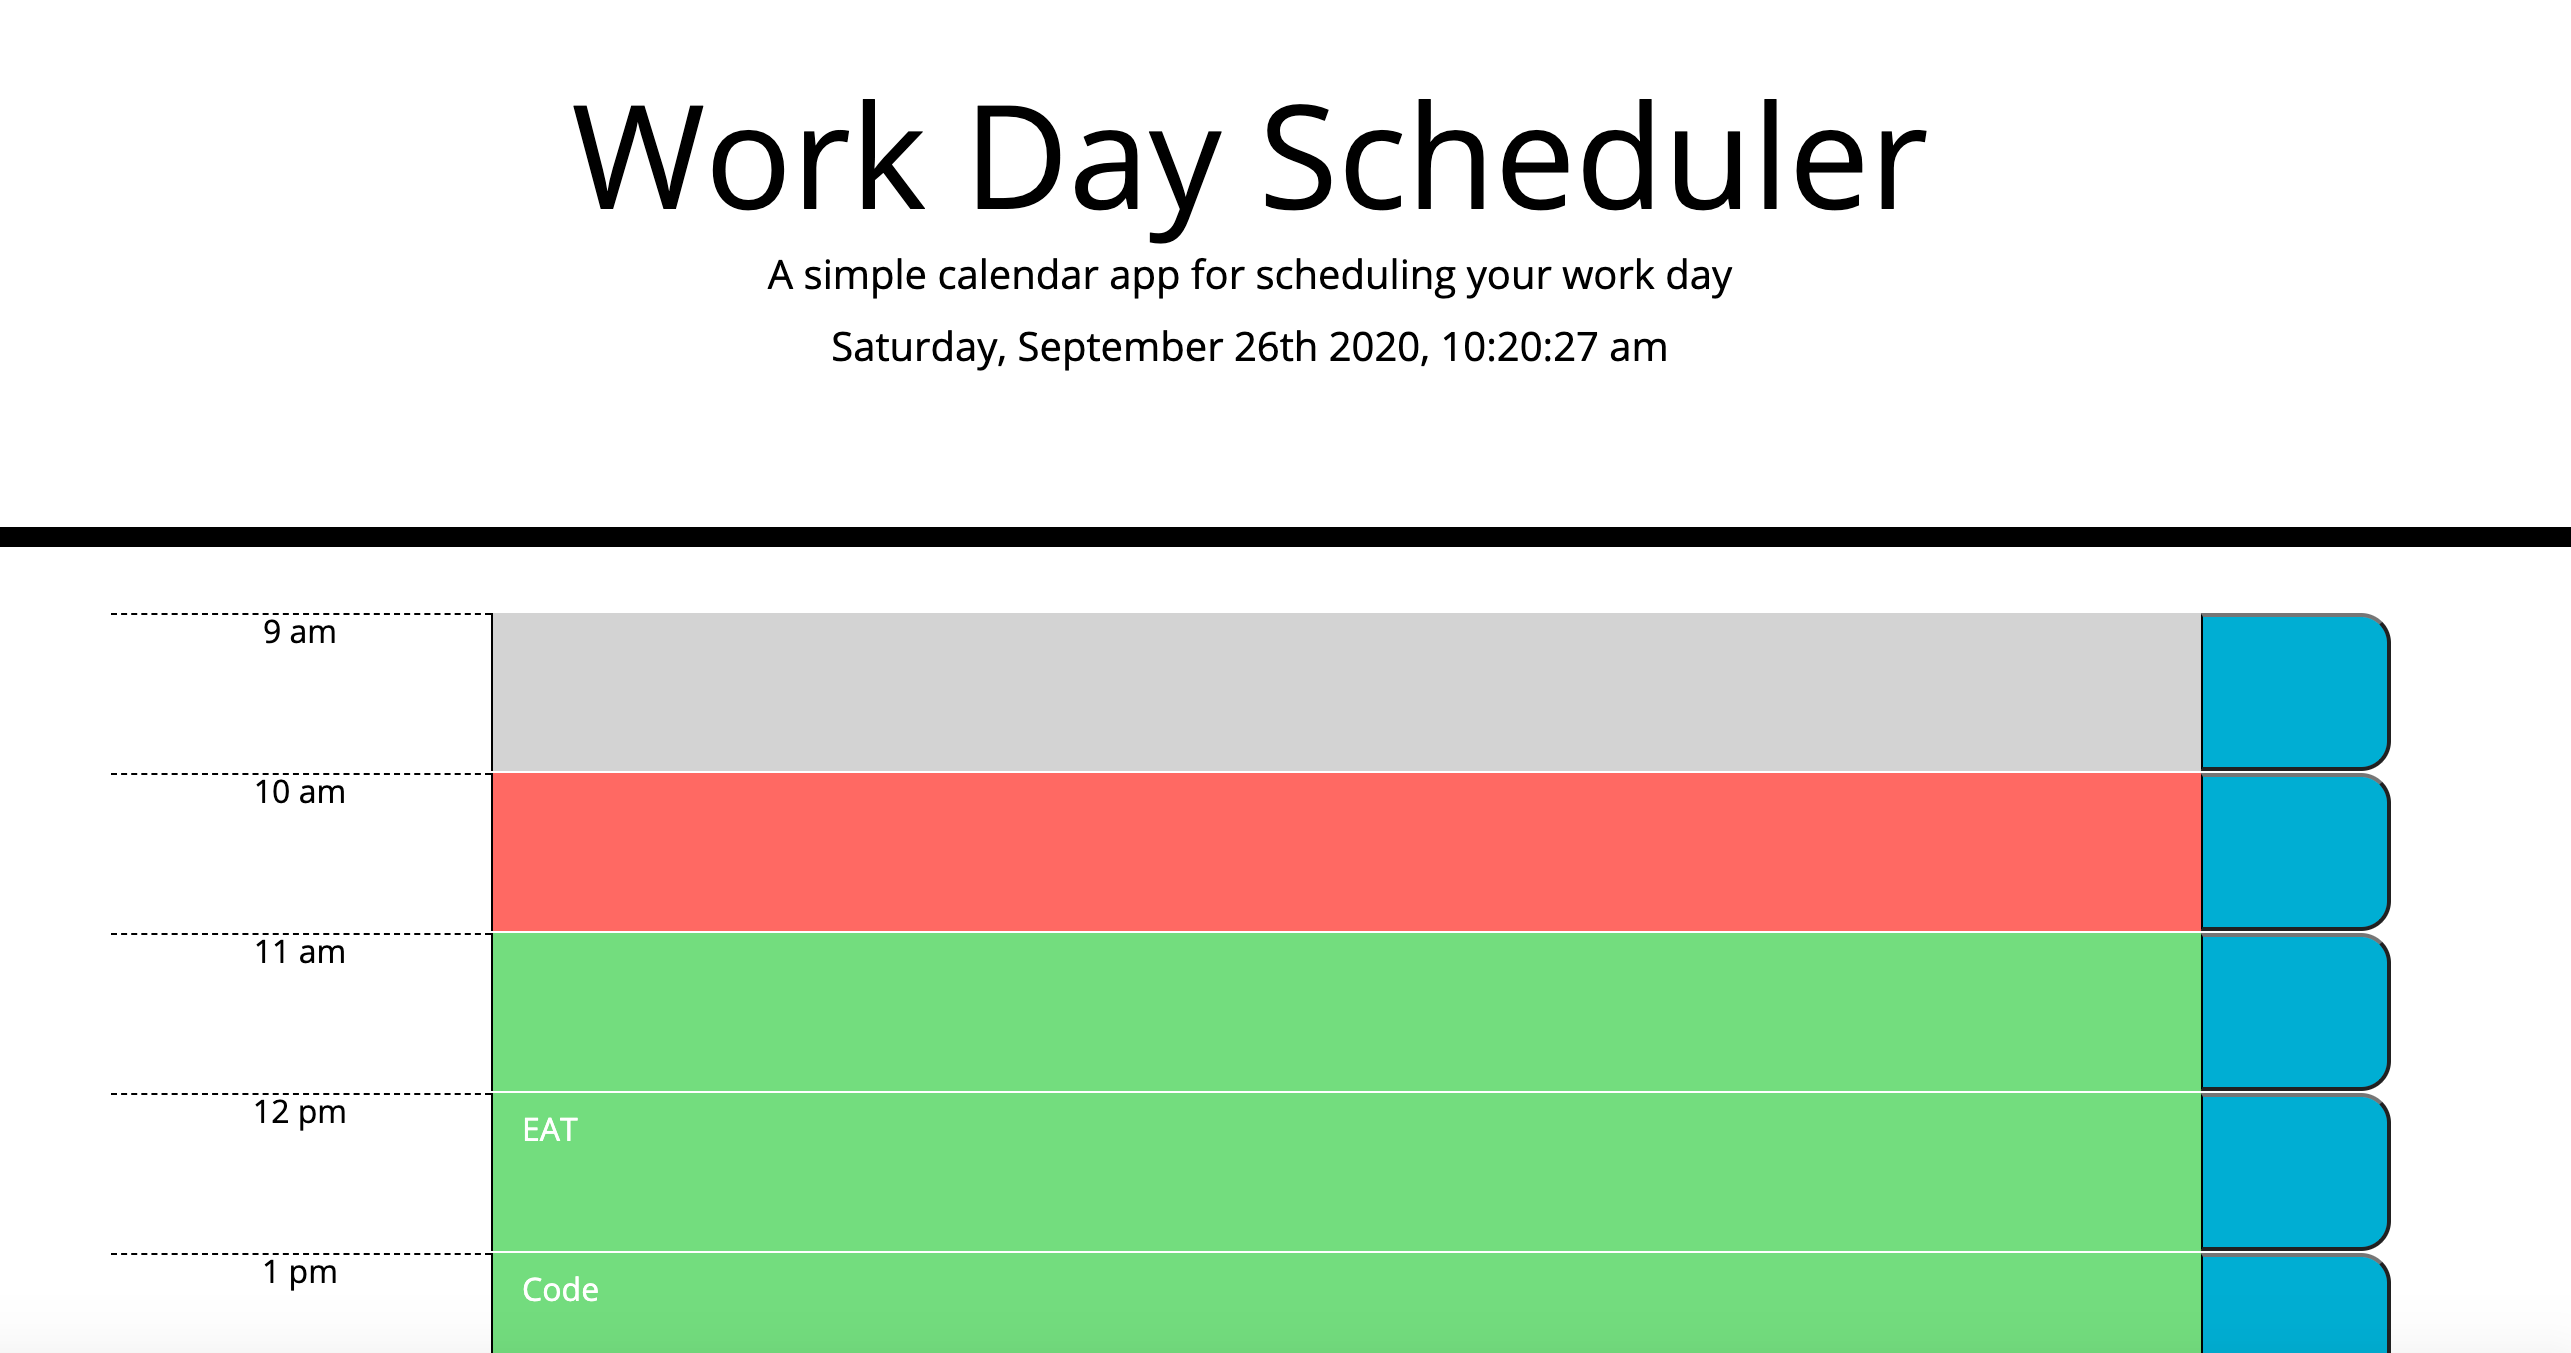 Work Day Scheduler
A simple calendar app for scheduling your work day
Saturday, September 26th 2020, 10:20:27 am
9 am
10 am
11 am
12 pm
EAT
1 pm
Code